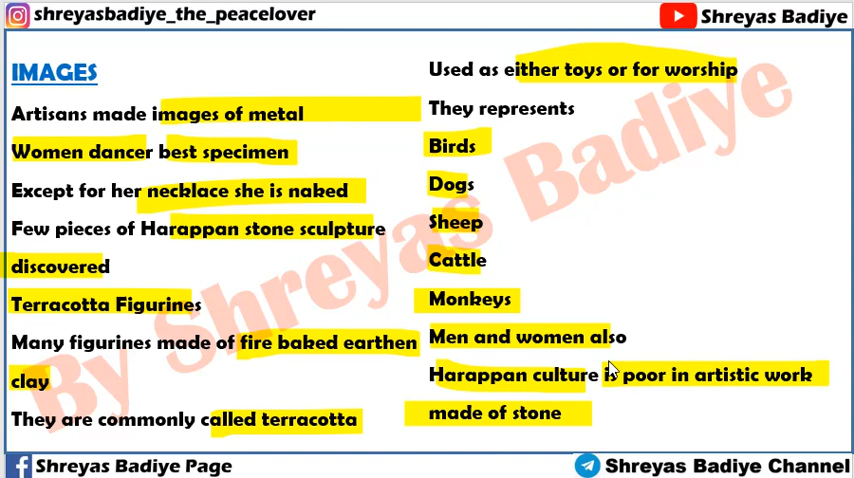 shreyasbadiye_the_peacelover
Shreyas Badiye
IMAGES
Artisans made images of metal
Women dancer best specimen
Except for her necklace she is naked
Few pieces of Harappan stone sculpture
discovered
Terracotta Figurines
Many figurines made of fire baked earthen
clay
They are commonly called terracotta
Used as either toys or for worship
They represents
Birds
Dogs
Sheep
Cattle
Monkeys
Men and women also
Harappan culture is poor in artistic work
made of stone
By Shreyas Badiye
Shreyas Badiye Page
Shreyas Badiye Channel